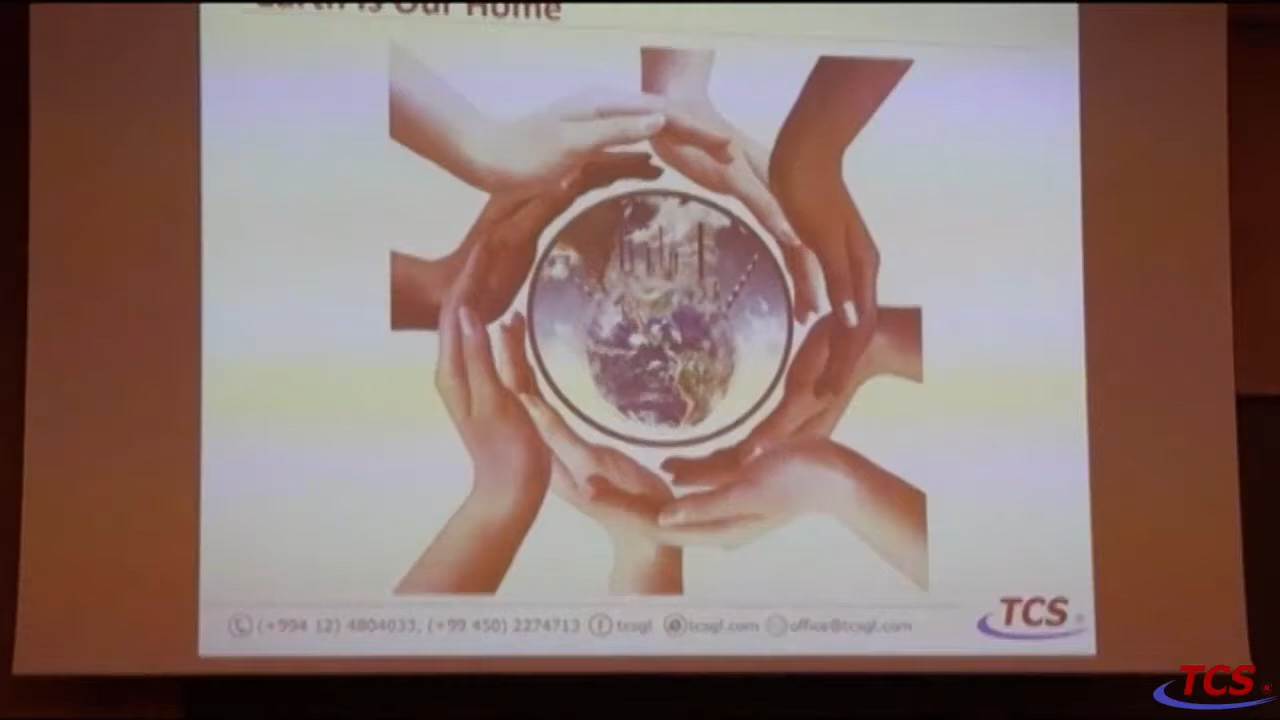 Earth Is Our Home
(+994 12) 4804033, (+99 450) 2274713 tcsgl tcsgl.com office@tcsgl.com
TCS
TCS